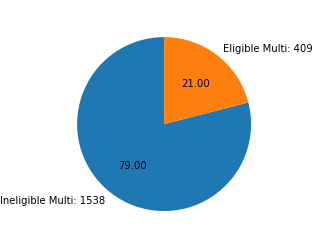 Eligible Multi: 409
21.00
79.00
Ineligible Multi: 1538